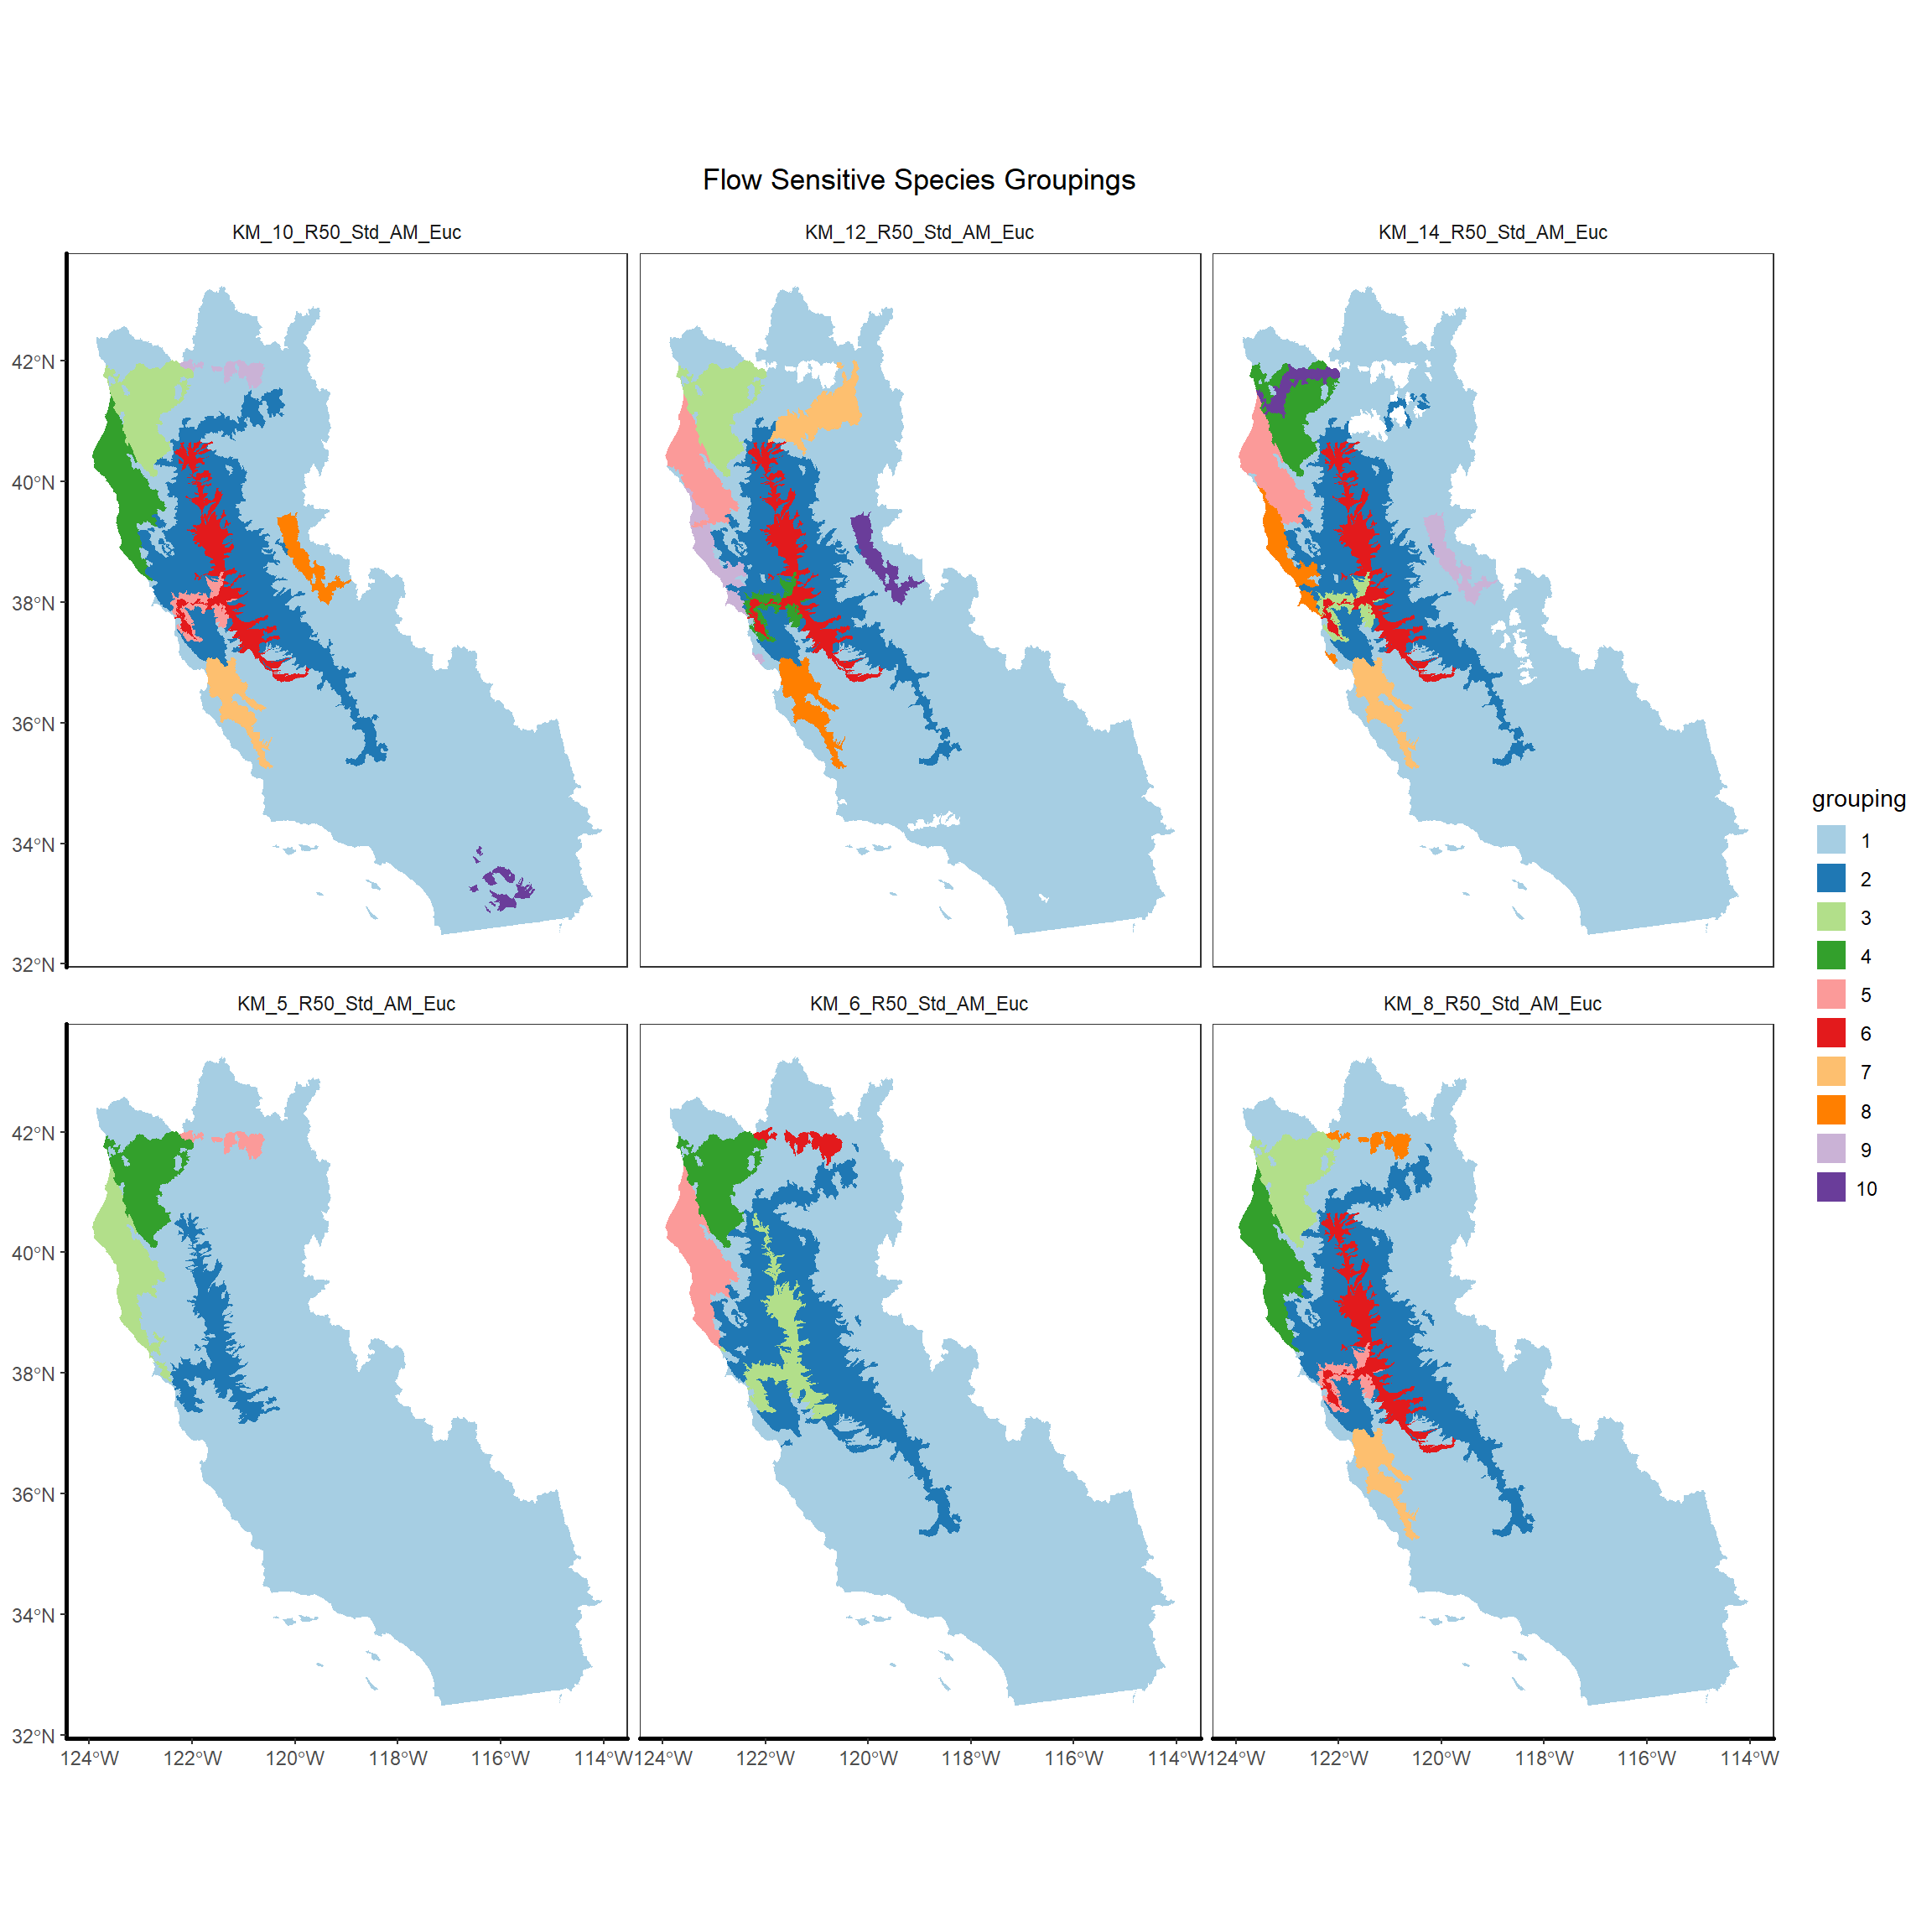 Flow Sensitive Species Groupings
KM_10_R50_Std_AM_Euc
KM_12_R50_Std_AM_Euc
KM_14_R50_Std_AM_Euc
42°N
40°N
38°N
36°N
34°N
32°N
KM_5_R50_Std_AM_Euc
KM_6_R50_Std_AM_Euc
KM_8_R50_Std_AM_Euc
42°N
40°N
38°N
36°N
34°N
32°N
124°W 122°W 120°W 118°W 116°W 114°W
124°W 122°W 120°W 118°W 116°W 114°W
124°W 122°W 120°W 118°W 116°W 114°W
grouping
1
2
3
4
5
6
7
8
9
10